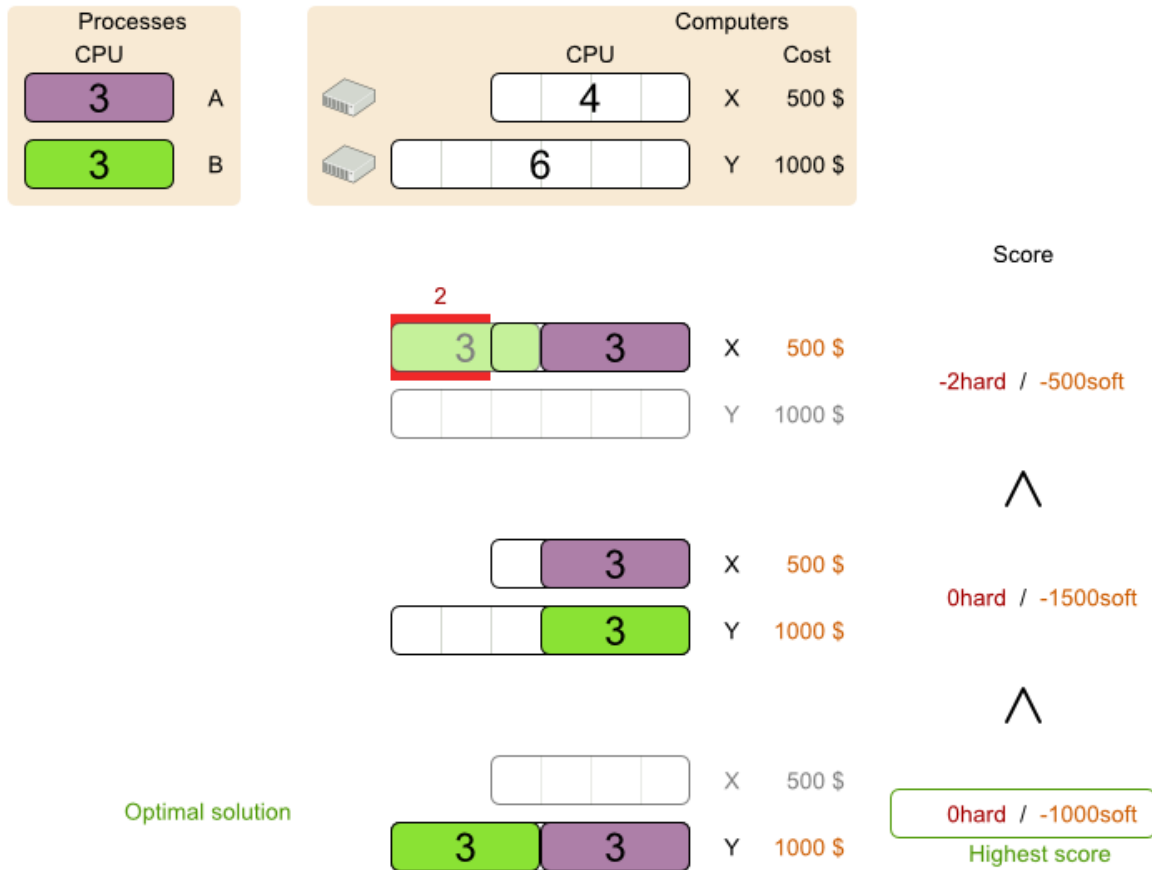 Processes
CPU
3 A
3 B
Computers
CPU Cost
4 X 500 $
6 Y 1000 $
Score
2
3 3 X 500 $
Y 1000 $
-2hard / -500soft
3 X 500 $
3 Y 1000 $
0hard / -1500soft
X 500 $
Optimal solution
3 3 Y 1000 $
0hard / -1000soft
Highest score